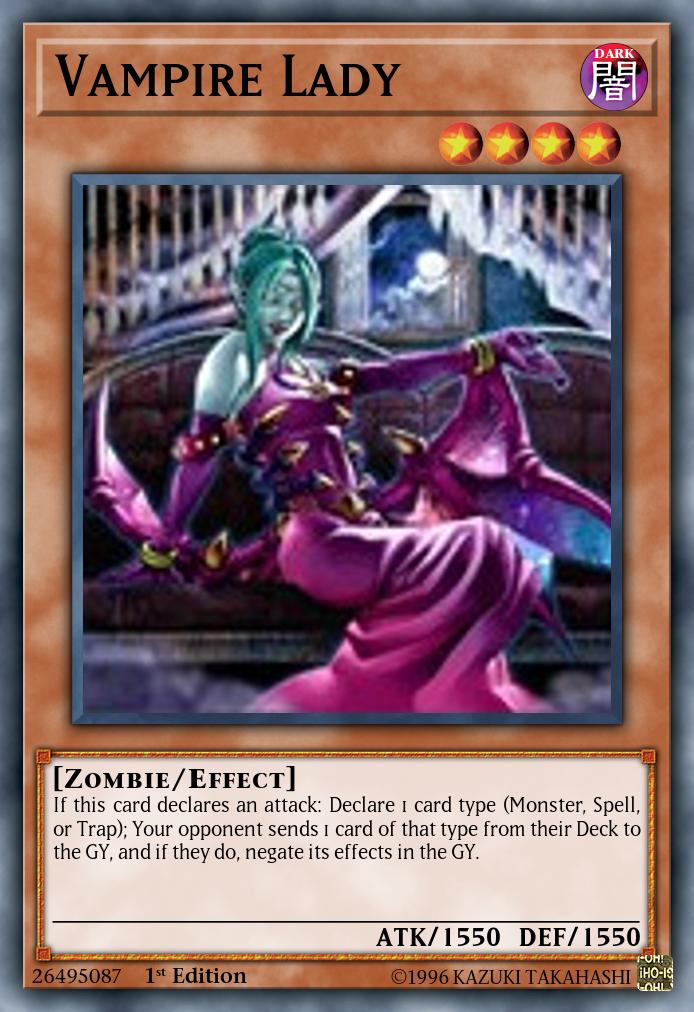 VAMPIRE LADY
DARK
闇
[ZOMBIE/EFFECT]
If this card declares an attack: Declare 1 card type (Monster, Spell,
or Trap); Your opponent sends 1 card of that type from their Deck to
the GY, and if they do, negate its effects in the GY.
ATK/1550 DEF/1550
26495087 1st Edition ©1996 KAZUKI TAKAHASHI